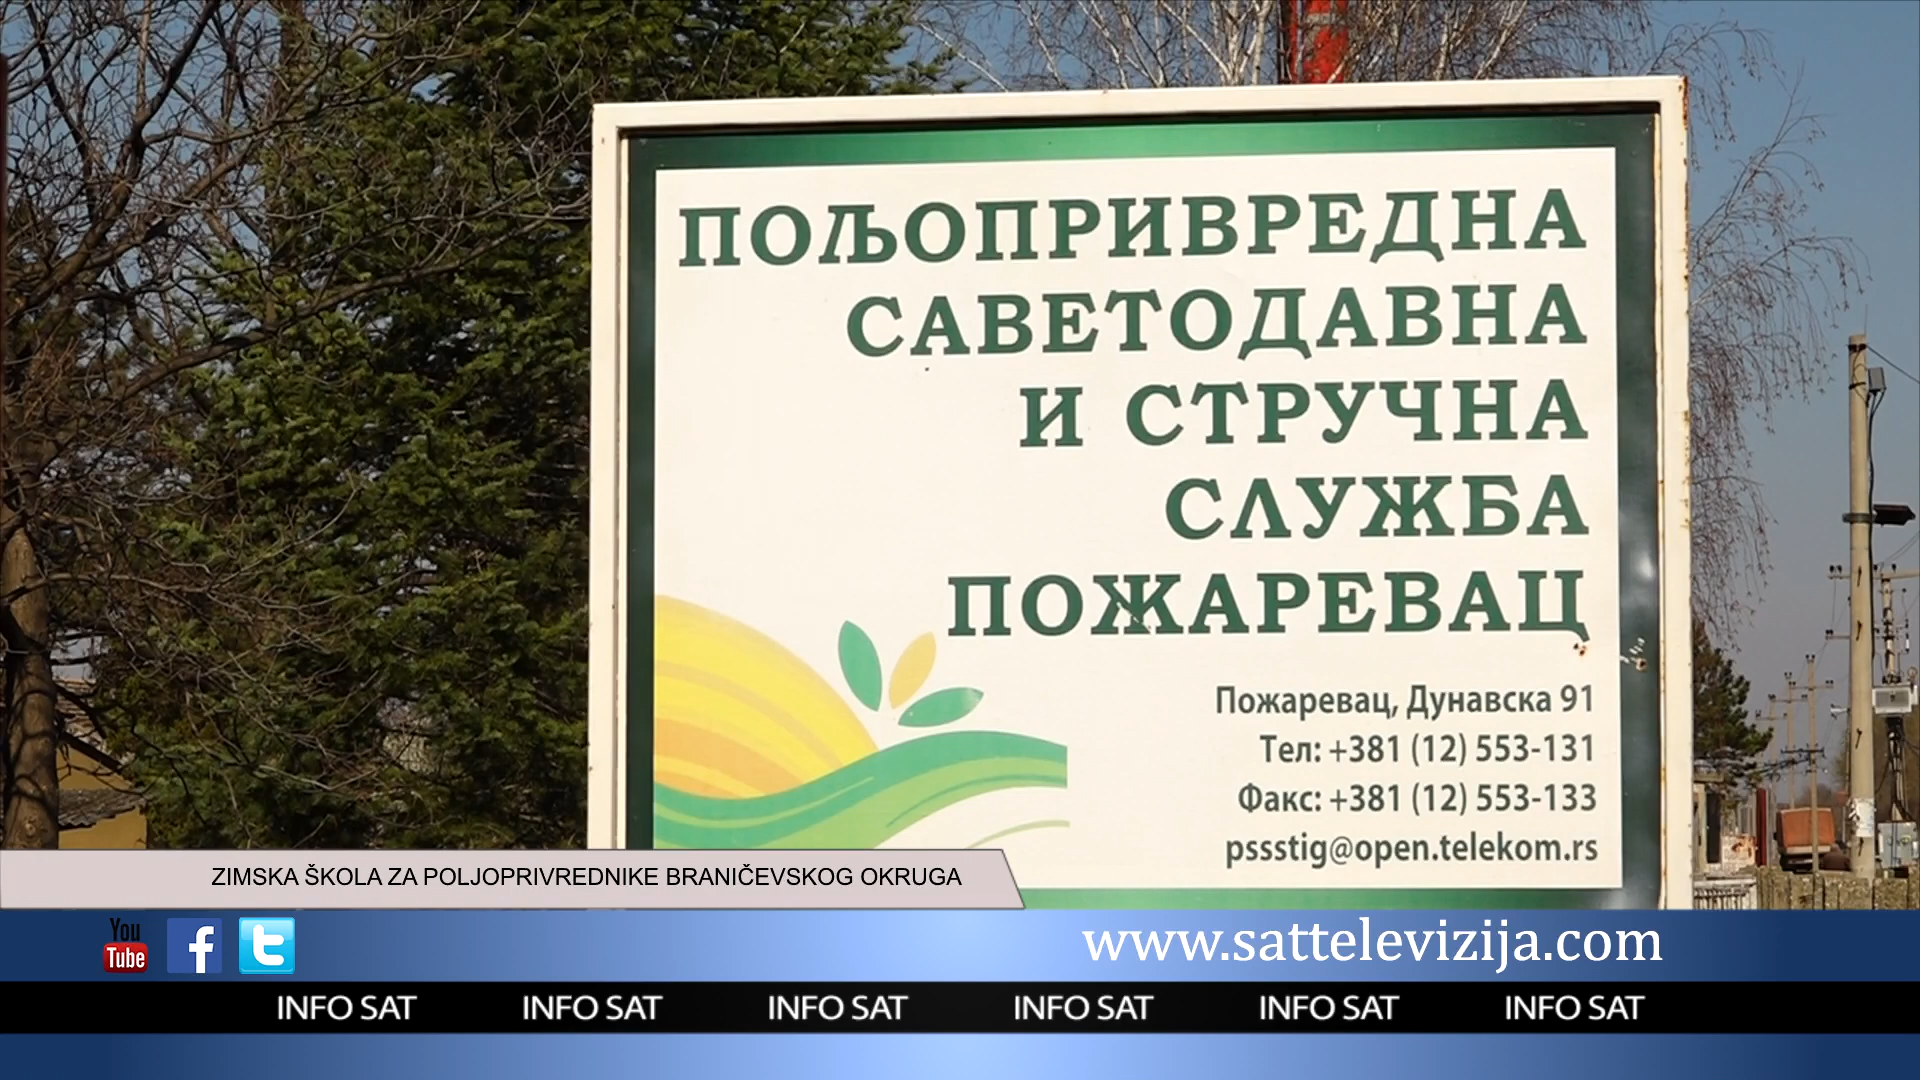 ПОЉОПРИВРЕДНА
САВЕТОДАВНА
И СТРУЧНА
СЛУЖБА
ПОЖАРЕВАЦ
Пожаревац, Дунавска 91
Тел: +381 (12) 553-131
Факс: +381 (12) 553-133
pssstig@open.telekom.rs
ZIMSKA ŠKOLA ZA POLJOPRIVREDNIKE BRANIČEVSKOG OKRUGA
You
Tube
www.sattelevizija.com
INFO SAT INFO SAT INFO SAT INFO SAT INFO SAT INFO SAT